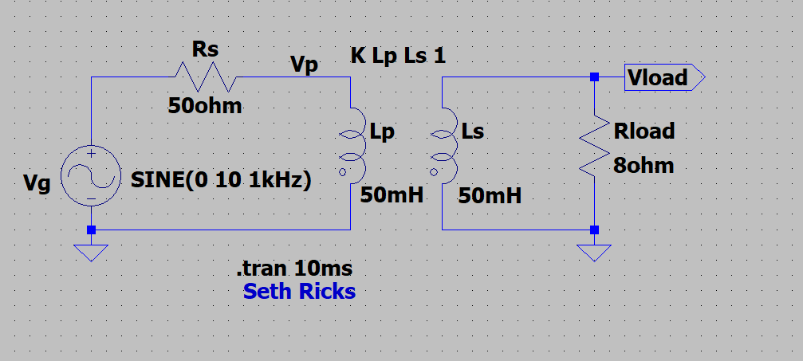 Rs
Vp
K Lp Ls 1
Vload
50ohm
Lp
Ls
Rload
8ohm
Vg
SINE(0 10 1kHz)
50mH
50mH
.tran 10ms
Seth Ricks